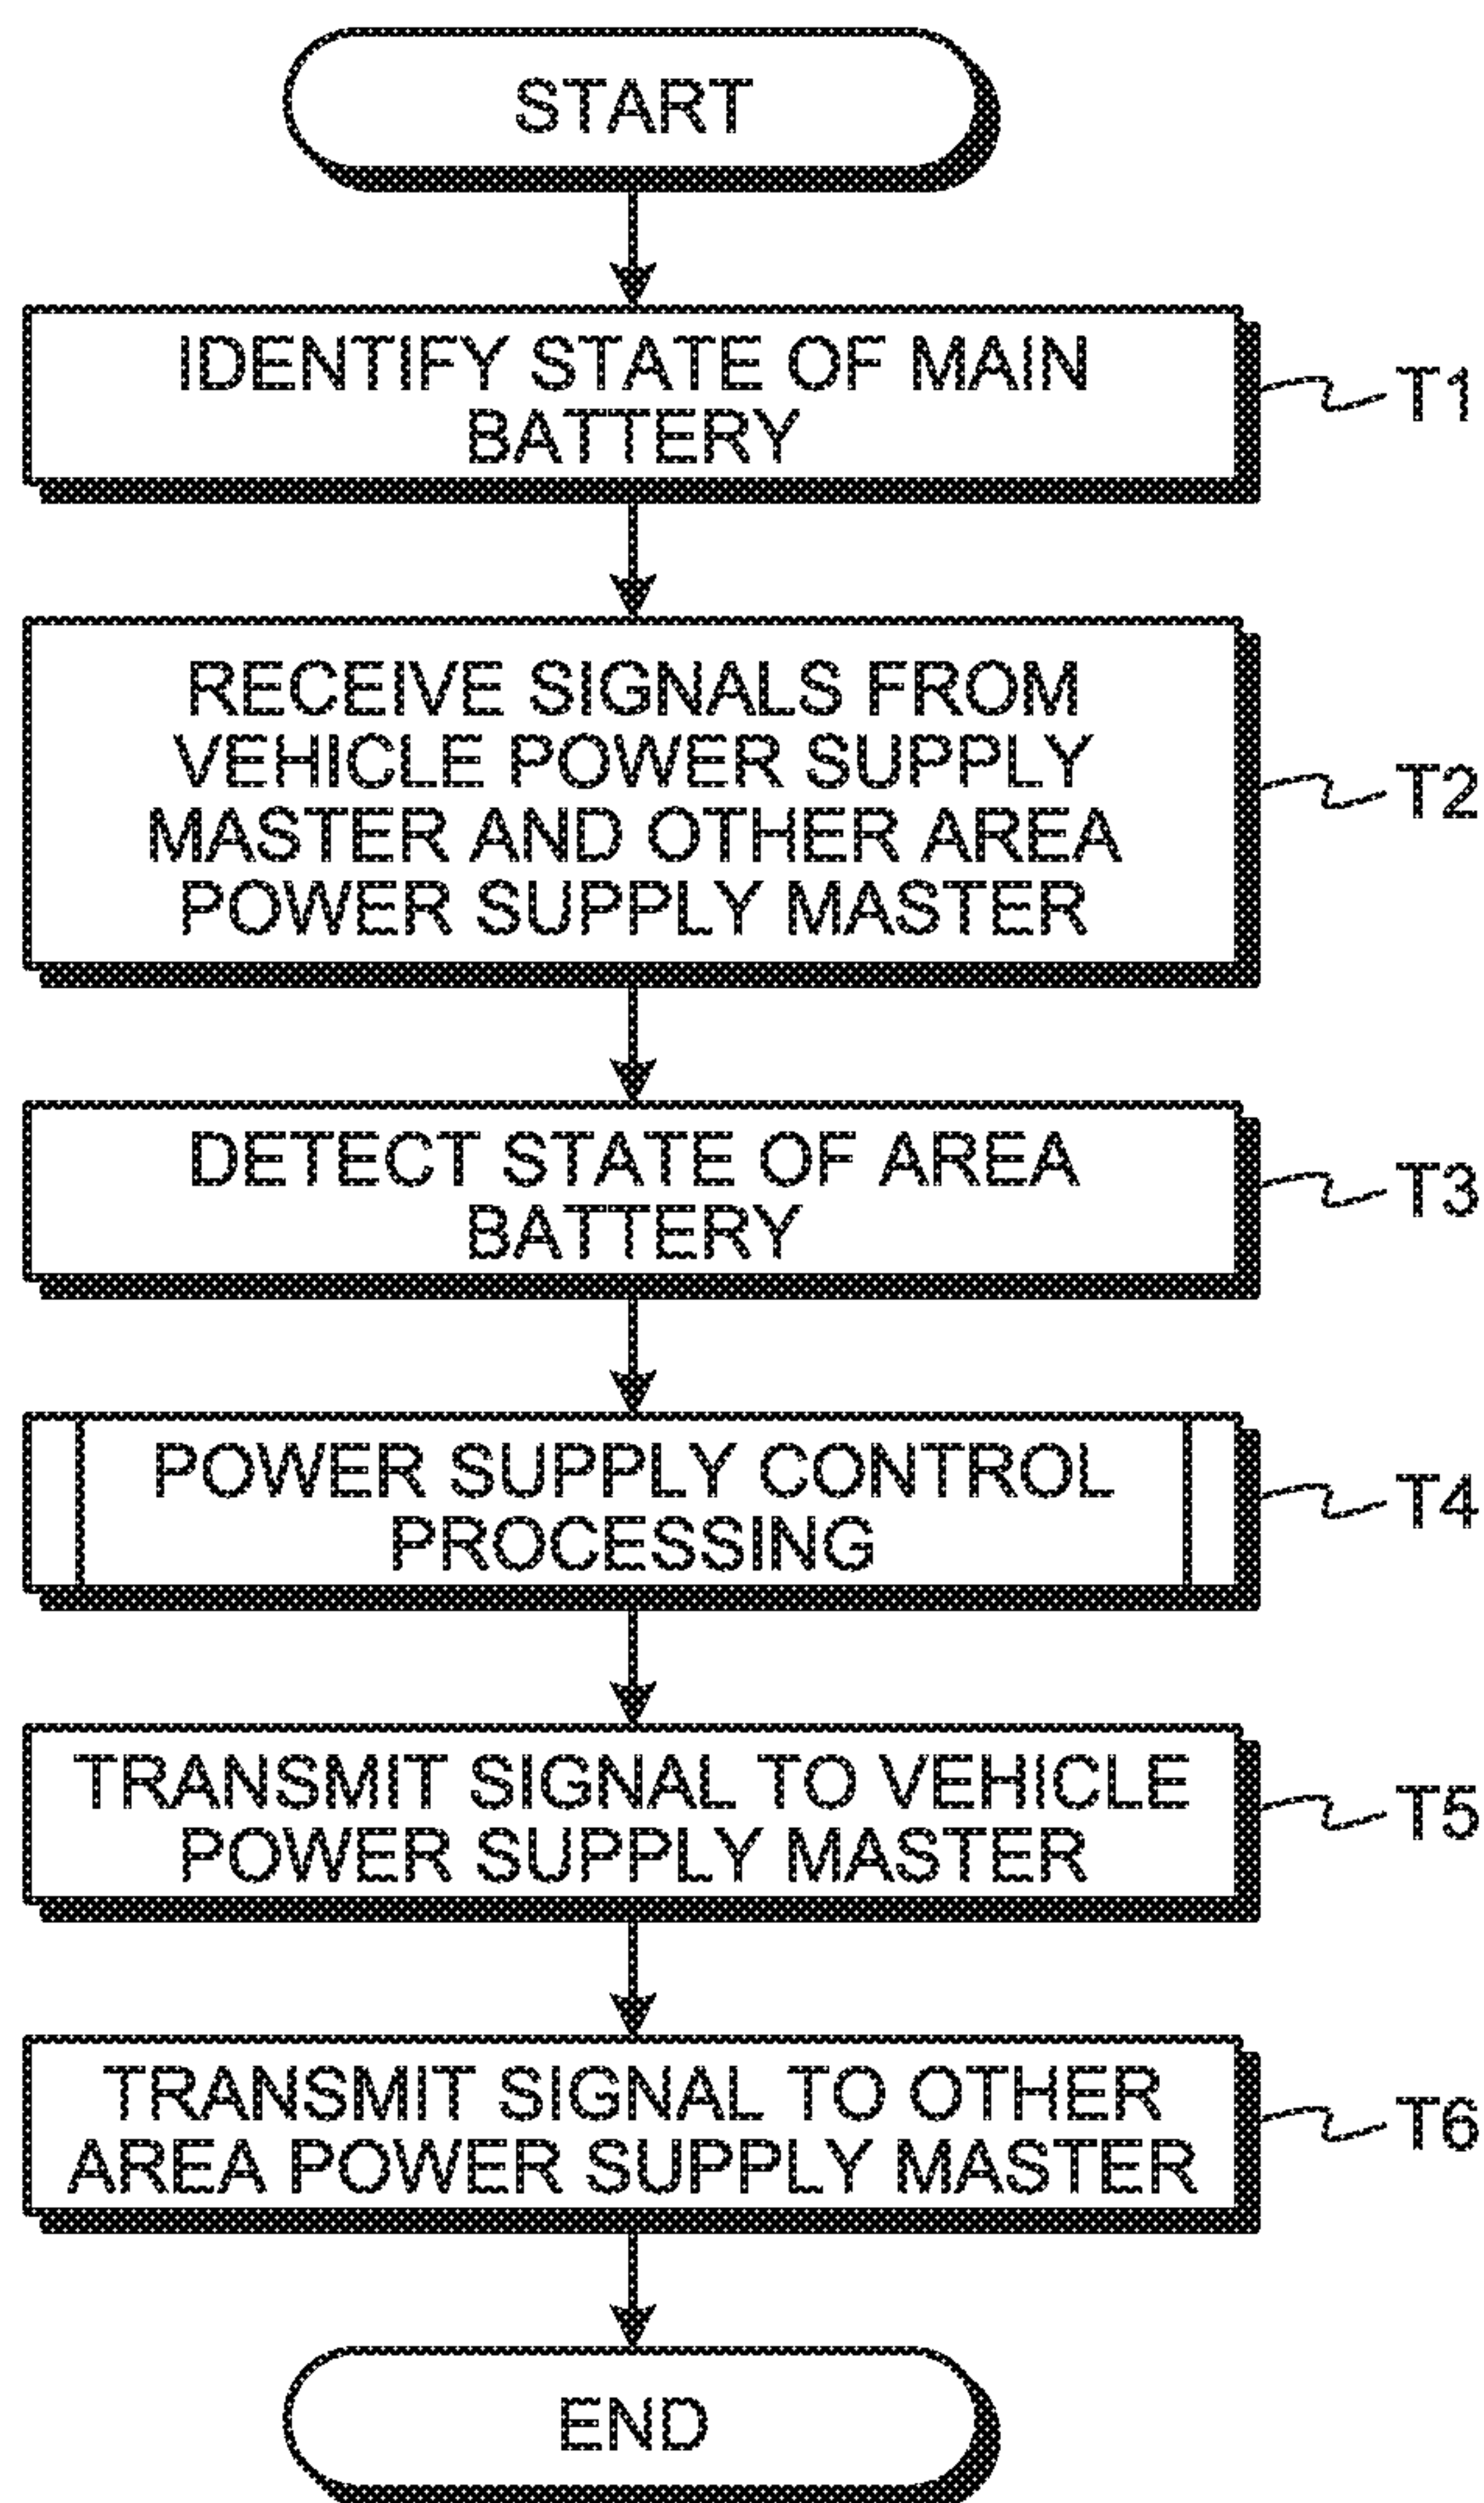 START
IDENTIFY STATE OF MAIN
BATTERY
T1
RECEIVE SIGNALS FROM
VEHICLE POWER SUPPLY
MASTER AND OTHER AREA
POWER SUPPLY MASTER
T2
DETECT STATE OF AREA
BATTERY
T3
POWER SUPPLY CONTROL
PROCESSING
T4
TRANSMIT SIGNAL TO VEHICLE
POWER SUPPLY MASTER
T5
TRANSMIT SIGNAL TO OTHER
AREA POWER SUPPLY MASTER
T6
END